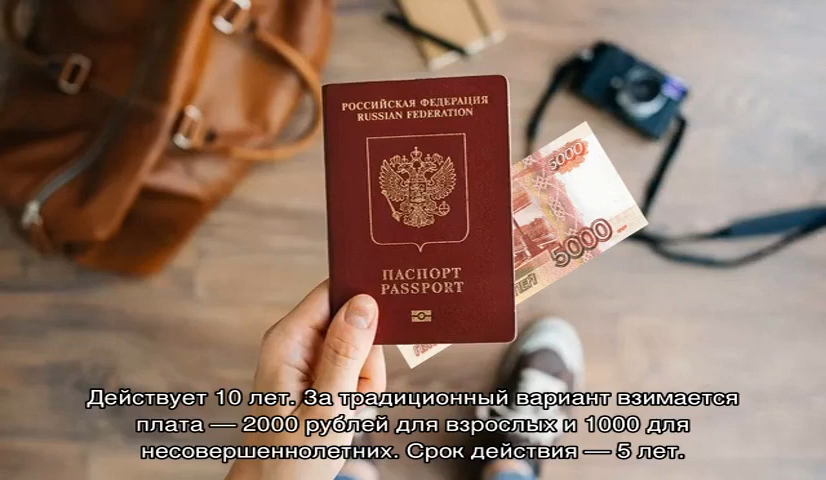 РОССИЙСКАЯ ФЕДЕРАЦИЯ
RUSSIAN FEDERATION
5000
5000
ПАСПОРТ
PASSPORT
Действует 10 лет. За традиционный вариант взимается
плата — 2000 рублей для взрослых и 1000 для
несовершеннолетних. Срок действия — 5 лет.